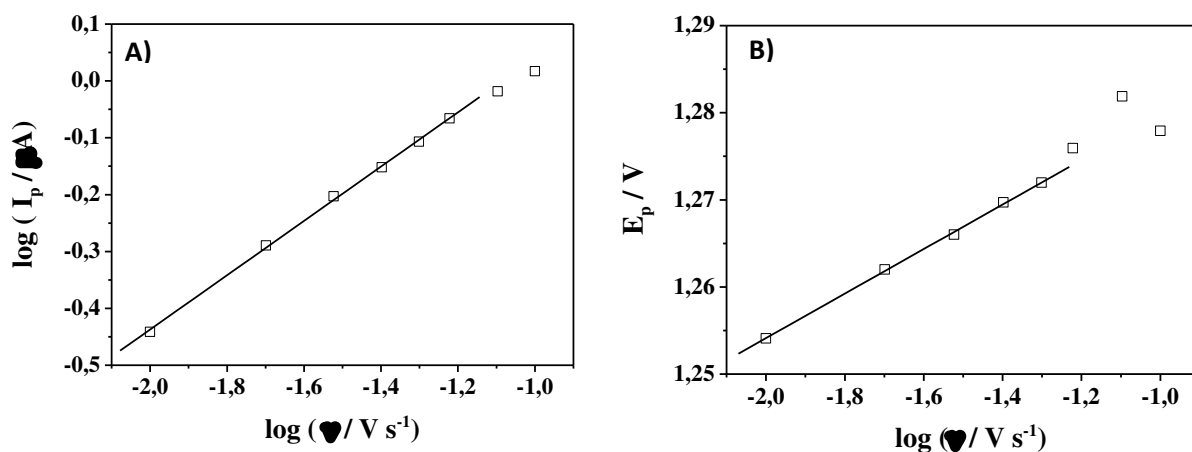 A)
0,1
0,0
-0,1
-0,2
-0,3
-0,4
-0,5
-2,0 -1,8 -1,6 -1,4 -1,2 -1,0
log ( I_p / A)
log ( / V s⁻¹)
B)
1,29
1,28
1,27
1,26
1,25
-2,0 -1,8 -1,6 -1,4 -1,2 -1,0
E_p / V
log ( / V s⁻¹)